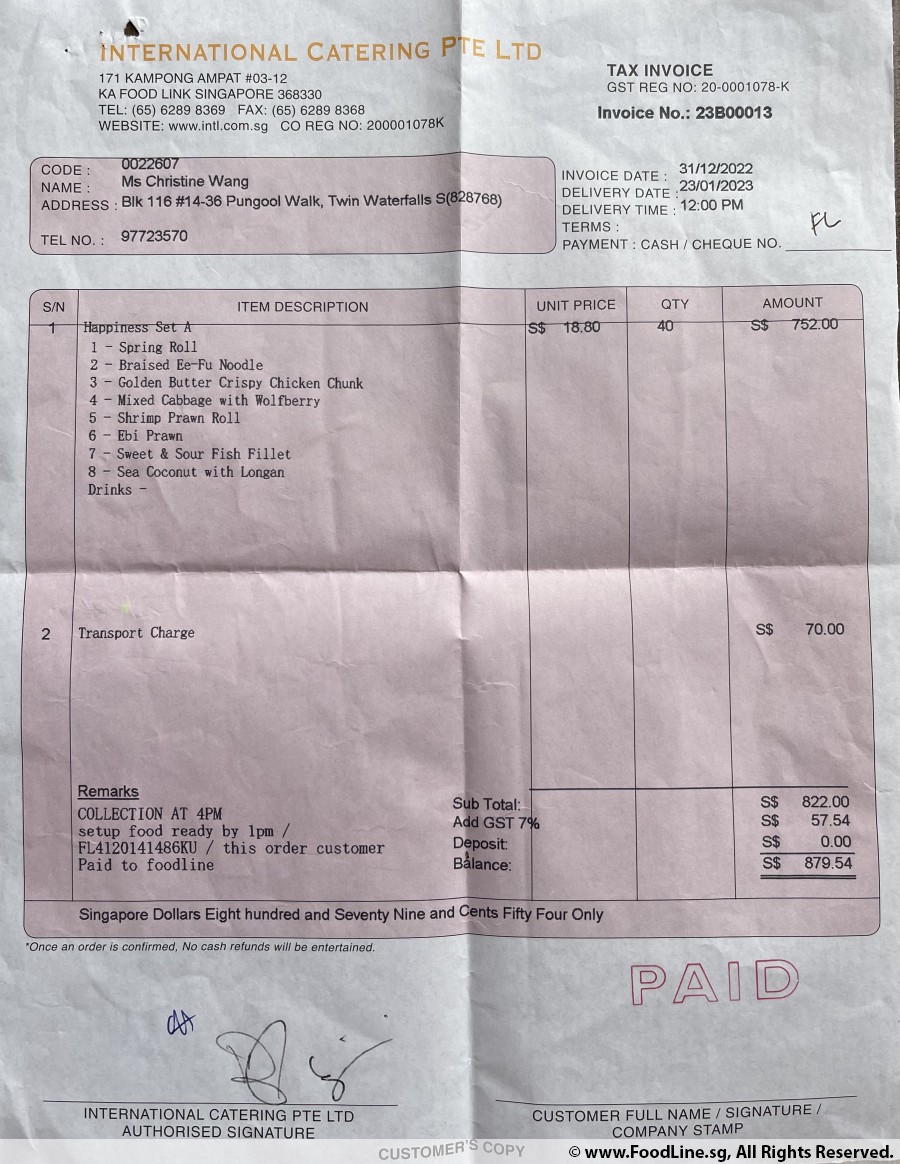 INTERNATIONAL CATERING PTE LTD
171 KAMPONG AMPAT #03-12
KA FOOD LINK SINGAPORE 368330
TEL: (65) 6289 8369 FAX: (65) 6289 8368
WEBSITE: www.intl.com.sg CO REG NO: 200001078K
TAX INVOICE
GST REG NO: 20-0001078-K
Invoice No.: 23B00013
CODE : 0022607
NAME : Ms Christine Wang
ADDRESS : Blk 116 #14-36 Pungool Walk, Twin Waterfalls S(828768)
TEL NO. : 97723570
INVOICE DATE : 31/12/2022
DELIVERY DATE : 23/01/2023
DELIVERY TIME : 12:00 PM
TERMS :
PAYMENT : CASH / CHEQUE NO.
FL
S/N ITEM DESCRIPTION UNIT PRICE QTY AMOUNT
1 Happiness Set A S$ 18.80 40 S$ 752.00
1 - Spring Roll
2 - Braised Ee-Fu Noodle
3 - Golden Butter Crispy Chicken Chunk
4 - Mixed Cabbage with Wolfberry
5 - Shrimp Prawn Roll
6 - Ebi Prawn
7 - Sweet & Sour Fish Fillet
8 - Sea Coconut with Longan
Drinks -
2 Transport Charge S$ 70.00
Remarks
COLLECTION AT 4PM
setup food ready by 1pm /
FL4120141486KU / this order customer
Paid to foodline
Sub Total: S$ 822.00
Add GST 7% S$ 57.54
Deposit: S$ 0.00
Balance: S$ 879.54
Singapore Dollars Eight hundred and Seventy Nine and Cents Fifty Four Only
*Once an order is confirmed, No cash refunds will be entertained.
PAID
INTERNATIONAL CATERING PTE LTD
AUTHORISED SIGNATURE
CUSTOMER FULL NAME / SIGNATURE /
COMPANY STAMP
CUSTOMER'S COPY
© www.FoodLine.sg, All Rights Reserved.